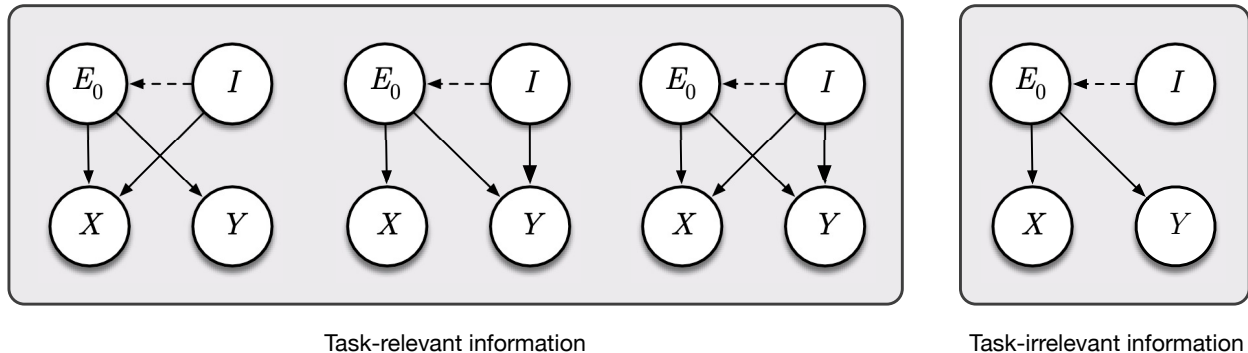 E₀ I E₀ I E₀ I E₀ I
X Y X Y X Y X Y
Task-relevant information Task-irrelevant information